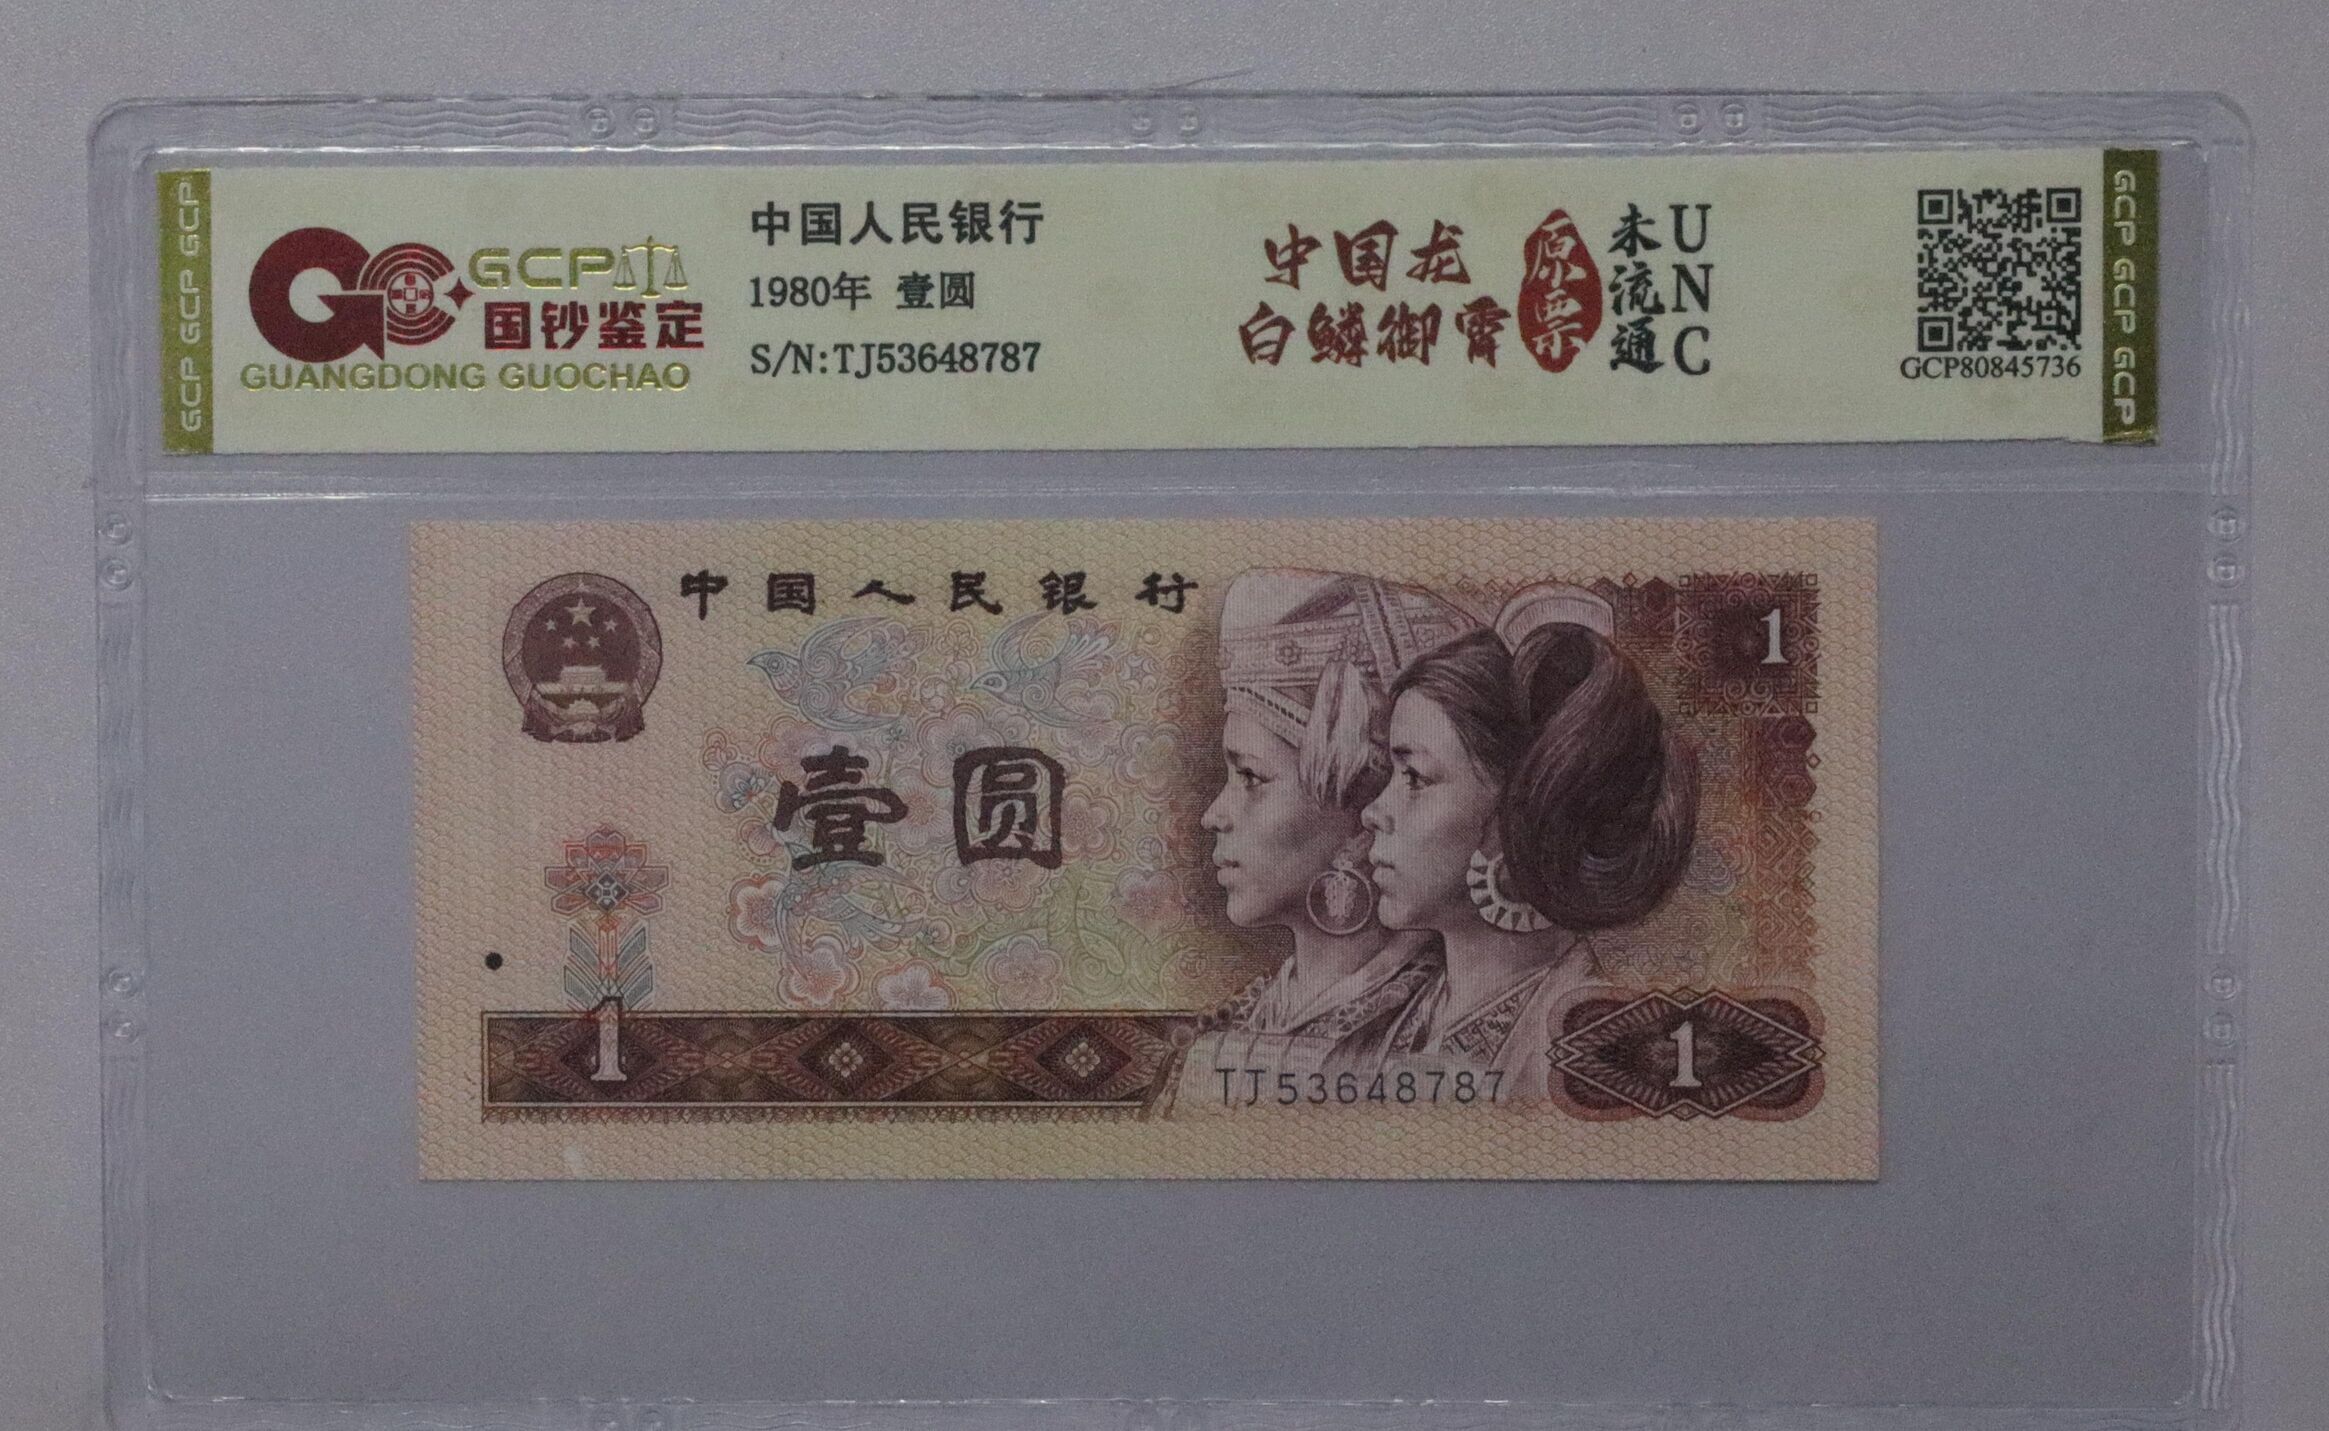 GCP GCP GCP
GCP
国钞鉴定
GUANGDONG GUOCHAO
中国人民银行
1980年 壹圆
S/N:TJ53648787
中国龙
白鳞御霄
原票
未流通
UNC
GCP80845736
GCP GCP GCP
中国人民银行
1
壹圆
1
1
TJ53648787